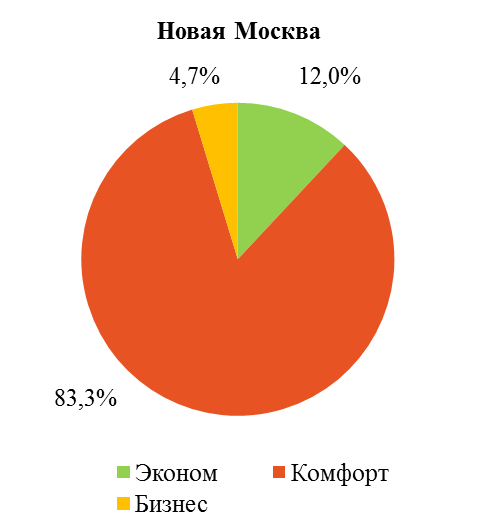 Новая Москва
4,7% 12,0%
83,3%
Эконом Комфорт
Бизнес